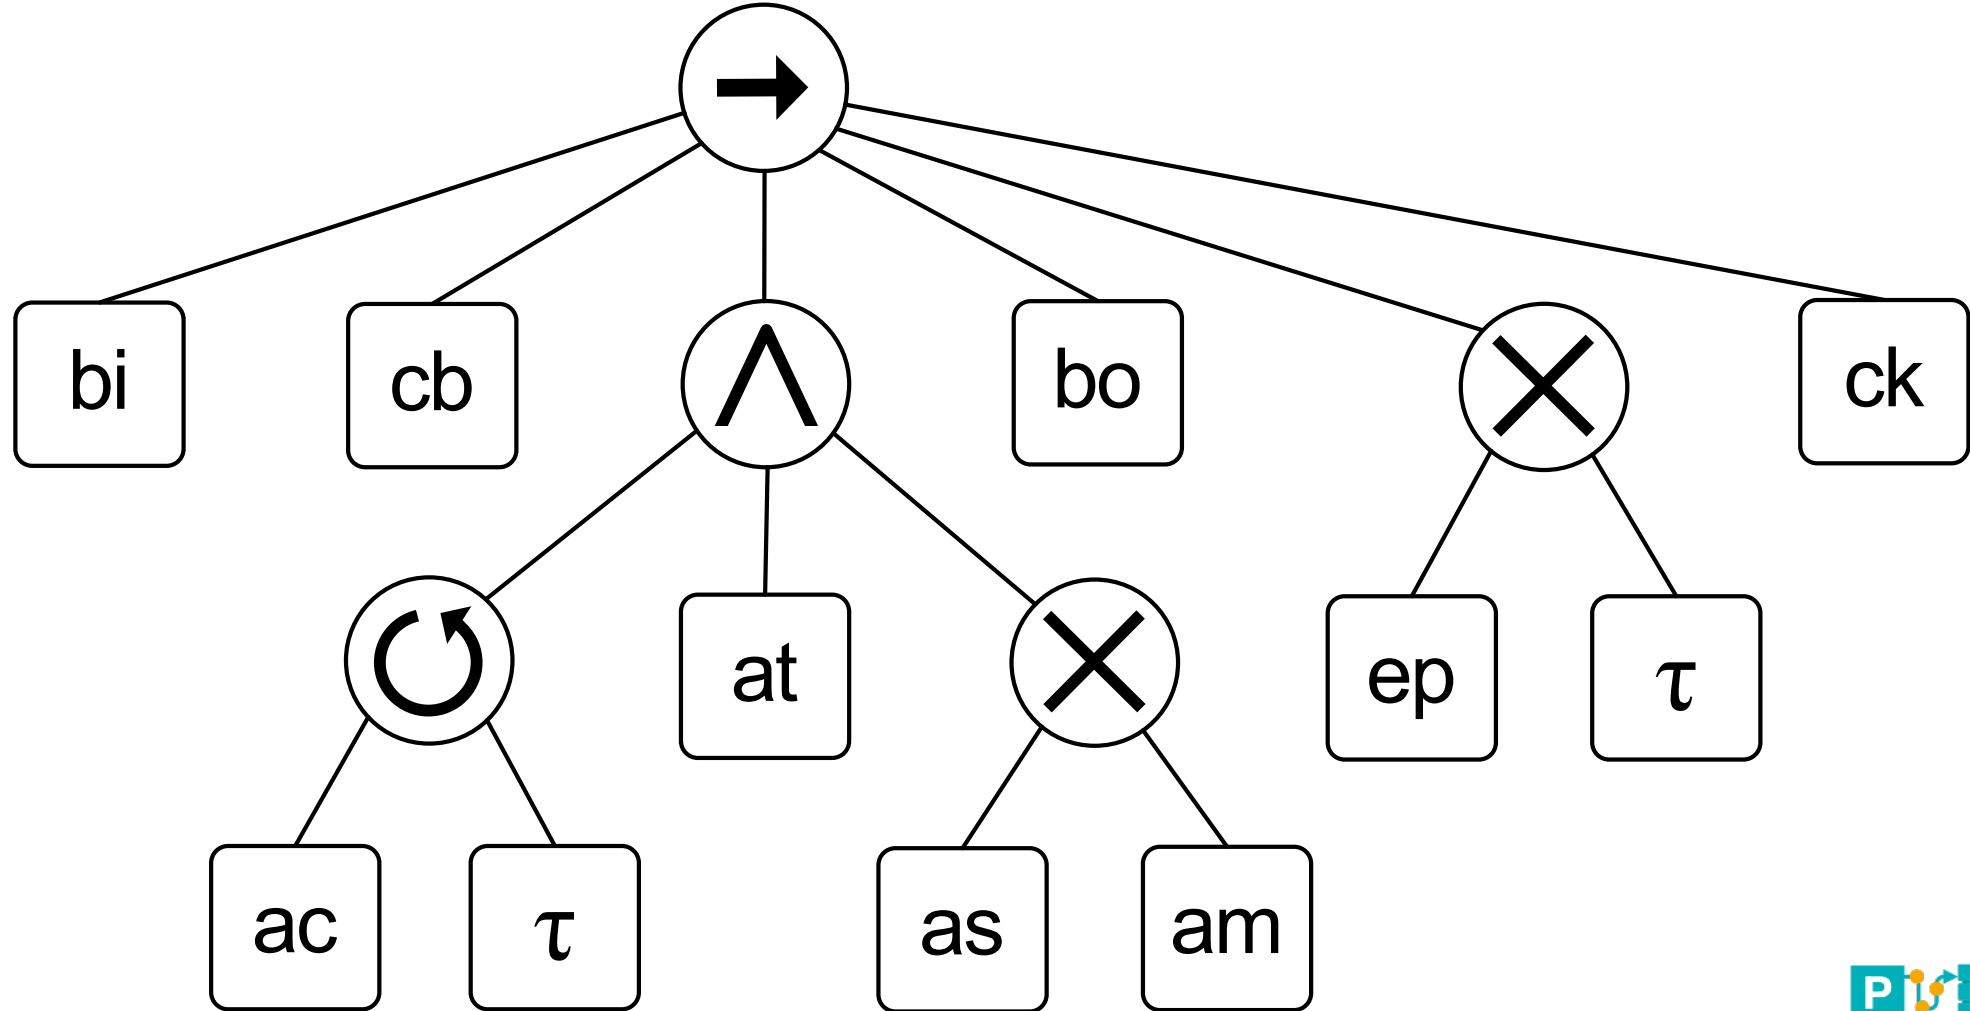 bi cb bo ck
at ep τ
ac τ as am
P